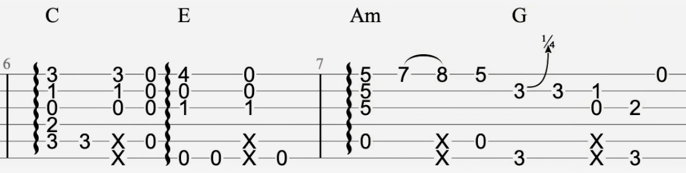 C E Am G
1/4
6 7
3 3 0 4 0 5 7 8 5 0
1 1 0 0 0 5 3 3 1
0 0 0 1 1 5 0 2
2
3 3 X 0 X 0 X 0 X
X 0 0 X 0 X 3 X 3